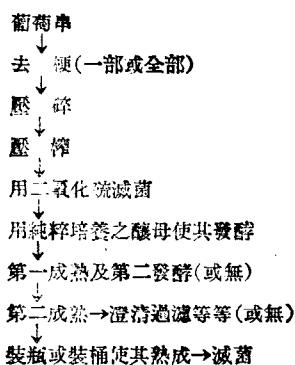 葡萄串
去梗(一部或全部)
壓碎
壓榨
用二氧化硫滅菌
用純粹培養之釀母使其發酵
第一成熟及第二發酵(或無)
第二成熟→澄清過濾等等(或無)
裝瓶或裝桶使其熟成→滅菌